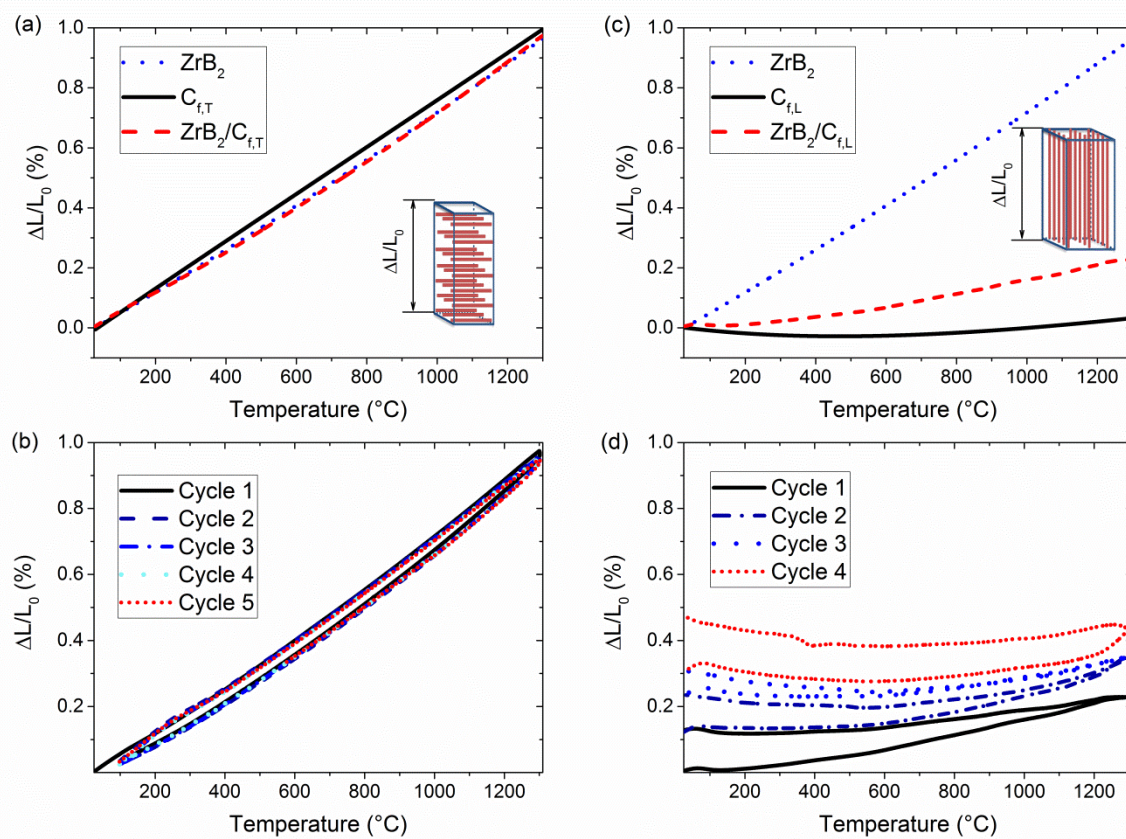 (a)
1.0
0.8
0.6
0.4
0.2
0.0
ΔL/L0 (%)
ZrB2
Cf,T
ZrB2/Cf,T
ΔL/L0
200 400 600 800 1000 1200
Temperature (°C)
(c)
1.0
0.8
0.6
0.4
0.2
0.0
ΔL/L0 (%)
ZrB2
Cf,L
ZrB2/Cf,L
ΔL/L0
200 400 600 800 1000 1200
Temperature (°C)
(b)
1.0
0.8
0.6
0.4
0.2
ΔL/L0 (%)
Cycle 1
Cycle 2
Cycle 3
Cycle 4
Cycle 5
200 400 600 800 1000 1200
Temperature (°C)
(d)
1.0
0.8
0.6
0.4
0.2
ΔL/L0 (%)
Cycle 1
Cycle 2
Cycle 3
Cycle 4
200 400 600 800 1000 1200
Temperature (°C)